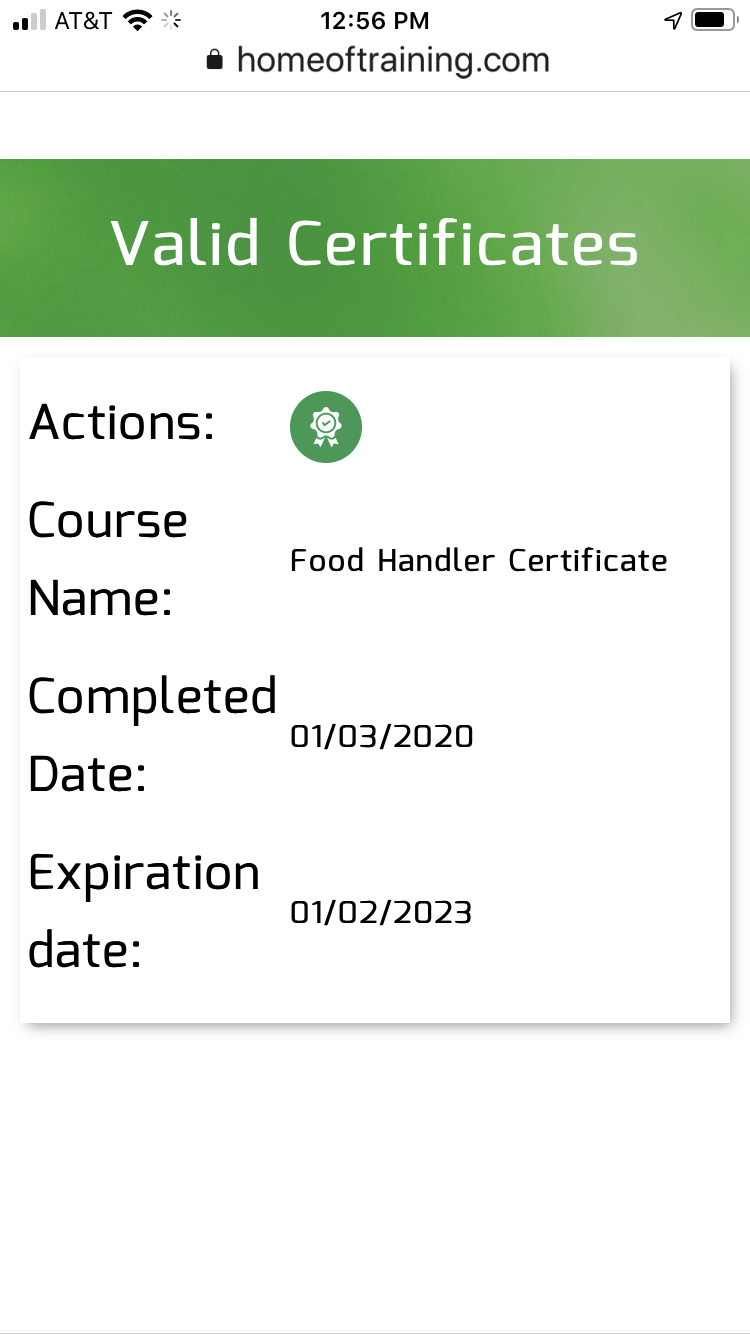 AT&T 12:56 PM
homeoftraining.com
Valid Certificates
Actions:
Course
Name:
Food Handler Certificate
Completed
Date:
01/03/2020
Expiration
date:
01/02/2023